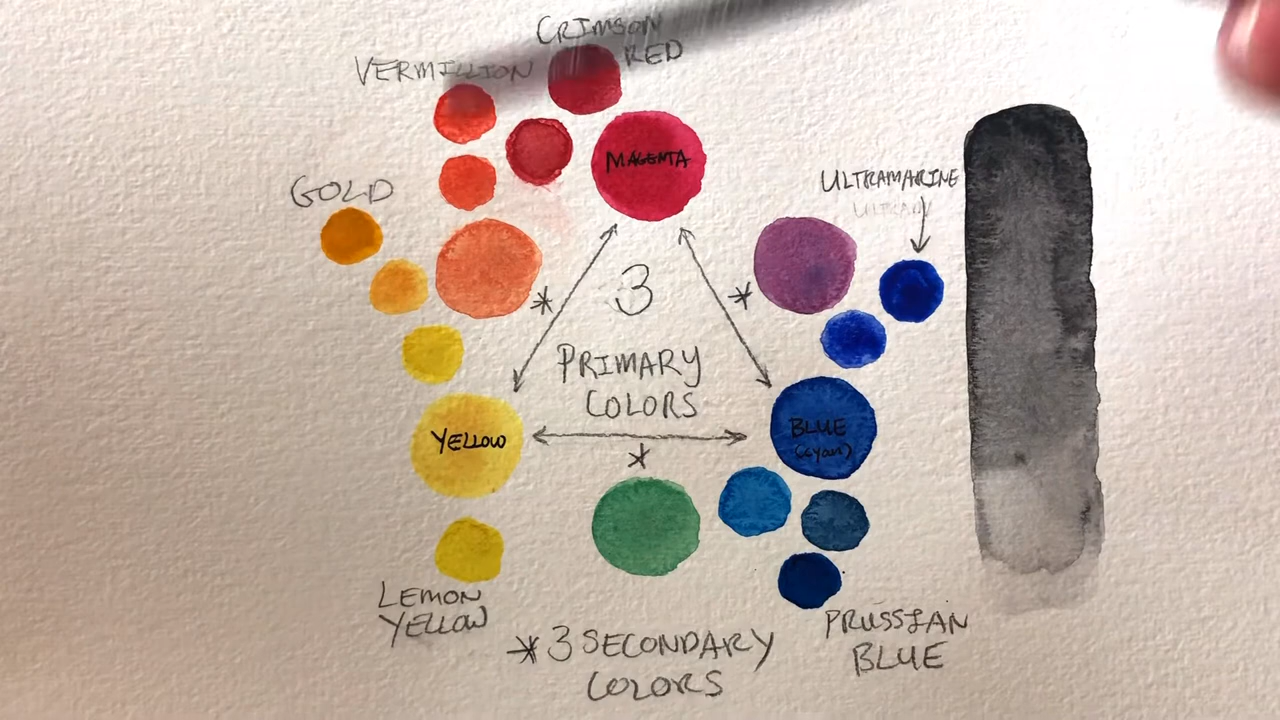 CRIMSON
RED
VERMILLION
MAGENTA
GOLD
ULTRAMARINE
3
PRIMARY
COLORS
YELLOW
BLUE
(cyan)
LEMON
YELLOW
*3 SECONDARY
COLORS
PRUSSIAN
BLUE
*
*
*